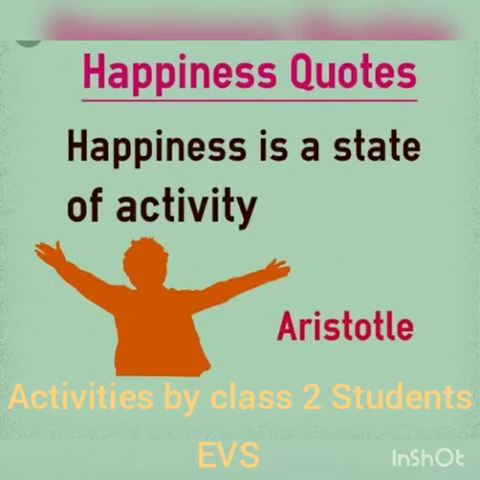 Happiness Quotes
Happiness is a state
of activity
Aristotle
Activities by class 2 Students
EVS
InShOt